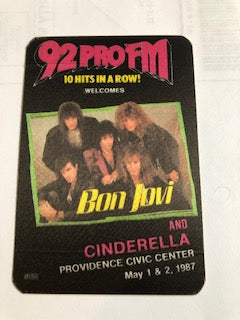 92 PRO·FM
10 HITS IN A ROW!
WELCOMES
Bon Jovi
AND
CINDERELLA
PROVIDENCE CIVIC CENTER
May 1 & 2, 1987